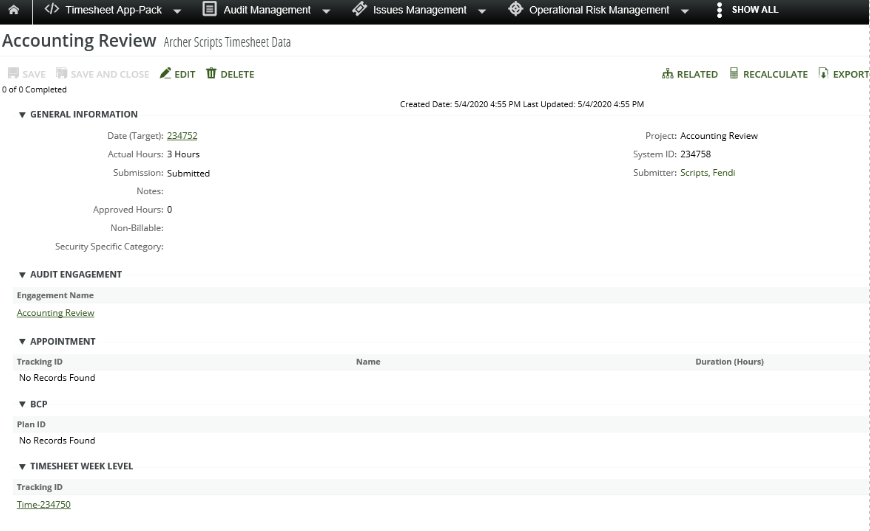 Timesheet App-Pack Audit Management Issues Management Operational Risk Management SHOW ALL
Accounting Review Archer Scripts Timesheet Data
SAVE SAVE AND CLOSE EDIT DELETE RELATED RECALCULATE EXPORT
0 of 0 Completed
Created Date: 5/4/2020 4:55 PM Last Updated: 5/4/2020 4:55 PM
GENERAL INFORMATION
Date (Target): 234752 Project: Accounting Review
Actual Hours: 3 Hours System ID: 234758
Submission: Submitted Submitter: Scripts, Fendi
Notes:
Approved Hours: 0
Non-Billable:
Security Specific Category:
AUDIT ENGAGEMENT
Engagement Name
Accounting Review
APPOINTMENT
Tracking ID Name Duration (Hours)
No Records Found
BCP
Plan ID
No Records Found
TIMESHEET WEEK LEVEL
Tracking ID
Time-234750